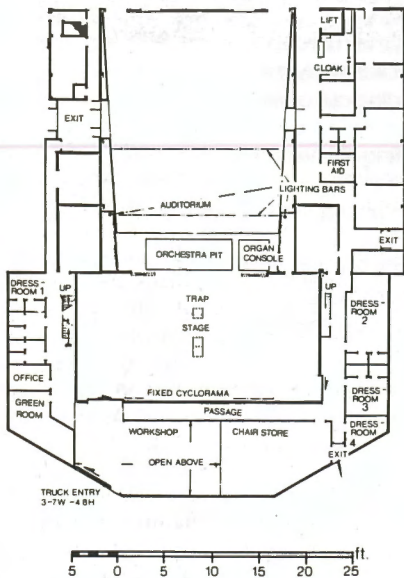 LIFT
CLOAK
EXIT
FIRST
AID
LIGHTING BARS
AUDITORIUM
EXIT
ORCHESTRA PIT
ORGAN
CONSOLE
DRESS-
ROOM 1
UP
UP
DRESS-
ROOM
2
TRAP
STAGE
OFFICE
GREEN
ROOM
FIXED CYCLORAMA
DRESS-
ROOM
3
PASSAGE
WORKSHOP
CHAIR STORE
DRESS-
ROOM
4
OPEN ABOVE
EXIT
TRUCK ENTRY
3-7W -4 8H
ft.
5 0 5 10 15 20 25